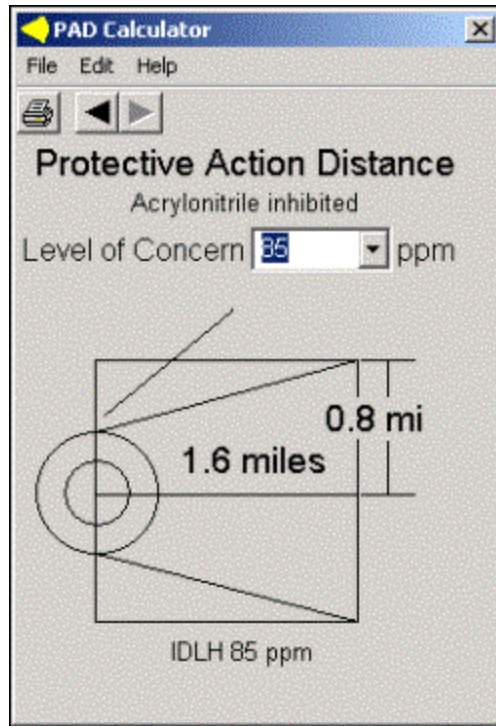 PAD Calculator
File Edit Help
Protective Action Distance
Acrylonitrile inhibited
Level of Concern 85 ppm
0.8 mi
1.6 miles
IDLH 85 ppm